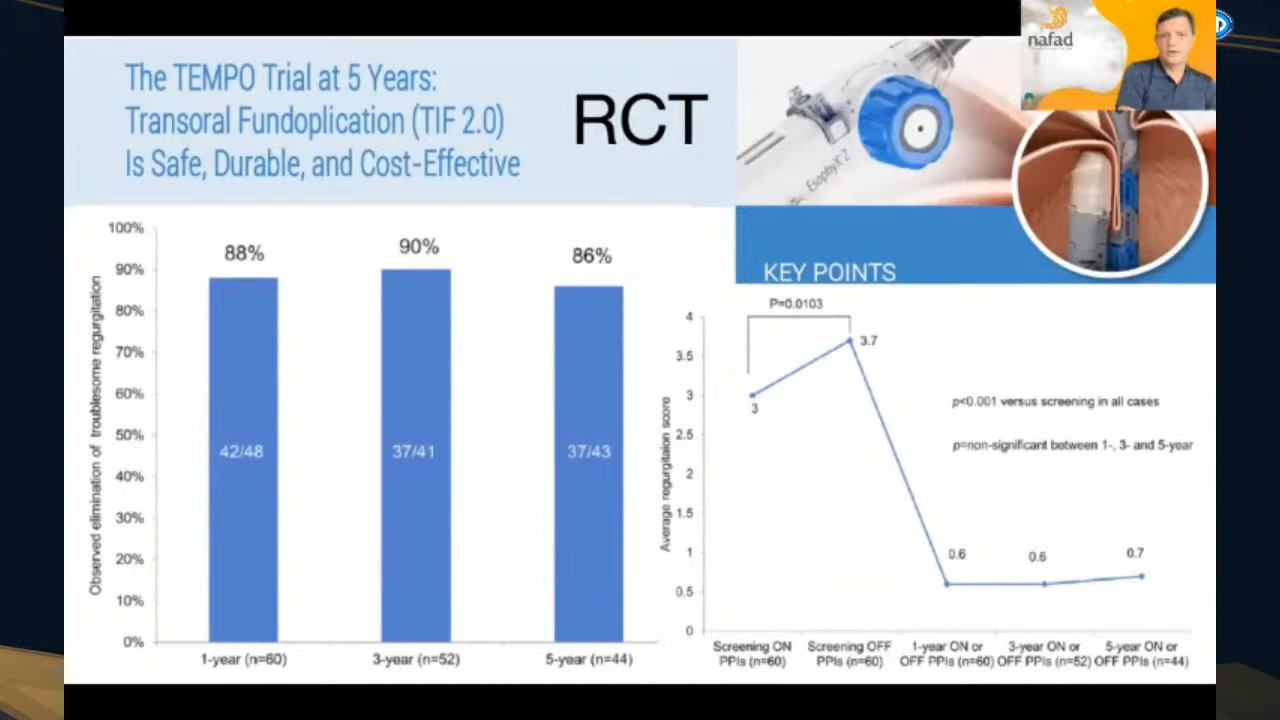 nafad
The TEMPO Trial at 5 Years:
Transoral Fundoplication (TIF 2.0)
Is Safe, Durable, and Cost-Effective
RCT
EsophyX Z
KEY POINTS
Observed elimination of troublesome regurgitation
100%
90%
80%
70%
60%
50%
40%
30%
20%
10%
0%
88%
90%
86%
42/48
37/41
37/43
1-year (n=60)
3-year (n=52)
5-year (n=44)
Average regurgitaion score
4
3.5
3
2.5
2
1.5
1
0.5
0
P=0.0103
3
3.7
0.6
0.6
0.7
p<0.001 versus screening in all cases
p=non-significant between 1-, 3- and 5-year
Screening ON
PPIs (n=60)
Screening OFF
PPIs (n=60)
1-year ON or
OFF PPIs (n=60)
3-year ON or
OFF PPIs (n=52)
5-year ON or
OFF PPIs (n=44)